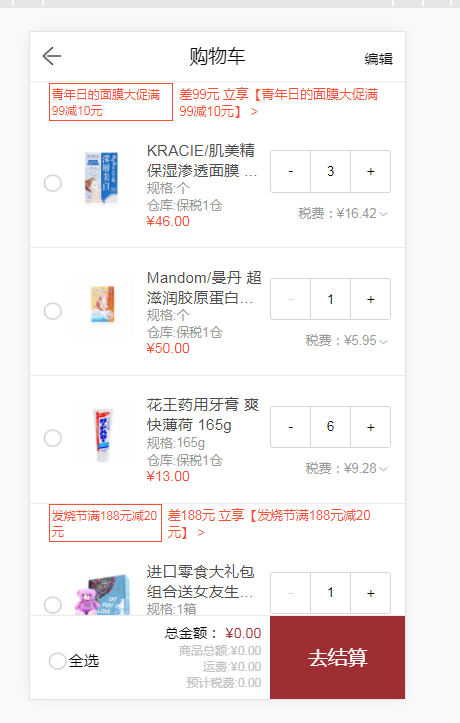 购物车
编辑
青年日的面膜大促满
99减10元
差99元 立享【青年日的面膜大促满
99减10元】 >
KRACIE/肌美精
保湿渗透面膜 ...
规格:个
仓库:保税1仓
¥46.00
- 3 +
税费：¥16.42
深层美白
Mandom/曼丹 超
滋润胶原蛋白...
规格:个
仓库:保税1仓
¥50.00
- 1 +
税费：¥5.95
花王药用牙膏 爽
快薄荷 165g
规格:165g
仓库:保税1仓
¥13.00
- 6 +
税费：¥9.28
发烧节满188元减20
元
差188元 立享【发烧节满188元减20
元】 >
进口零食大礼包
组合送女友生...
规格:1箱
- 1 +
全选
总金额： ¥0.00
商品总额:¥0.00
运费:¥0.00
预计税费:0.00
去结算